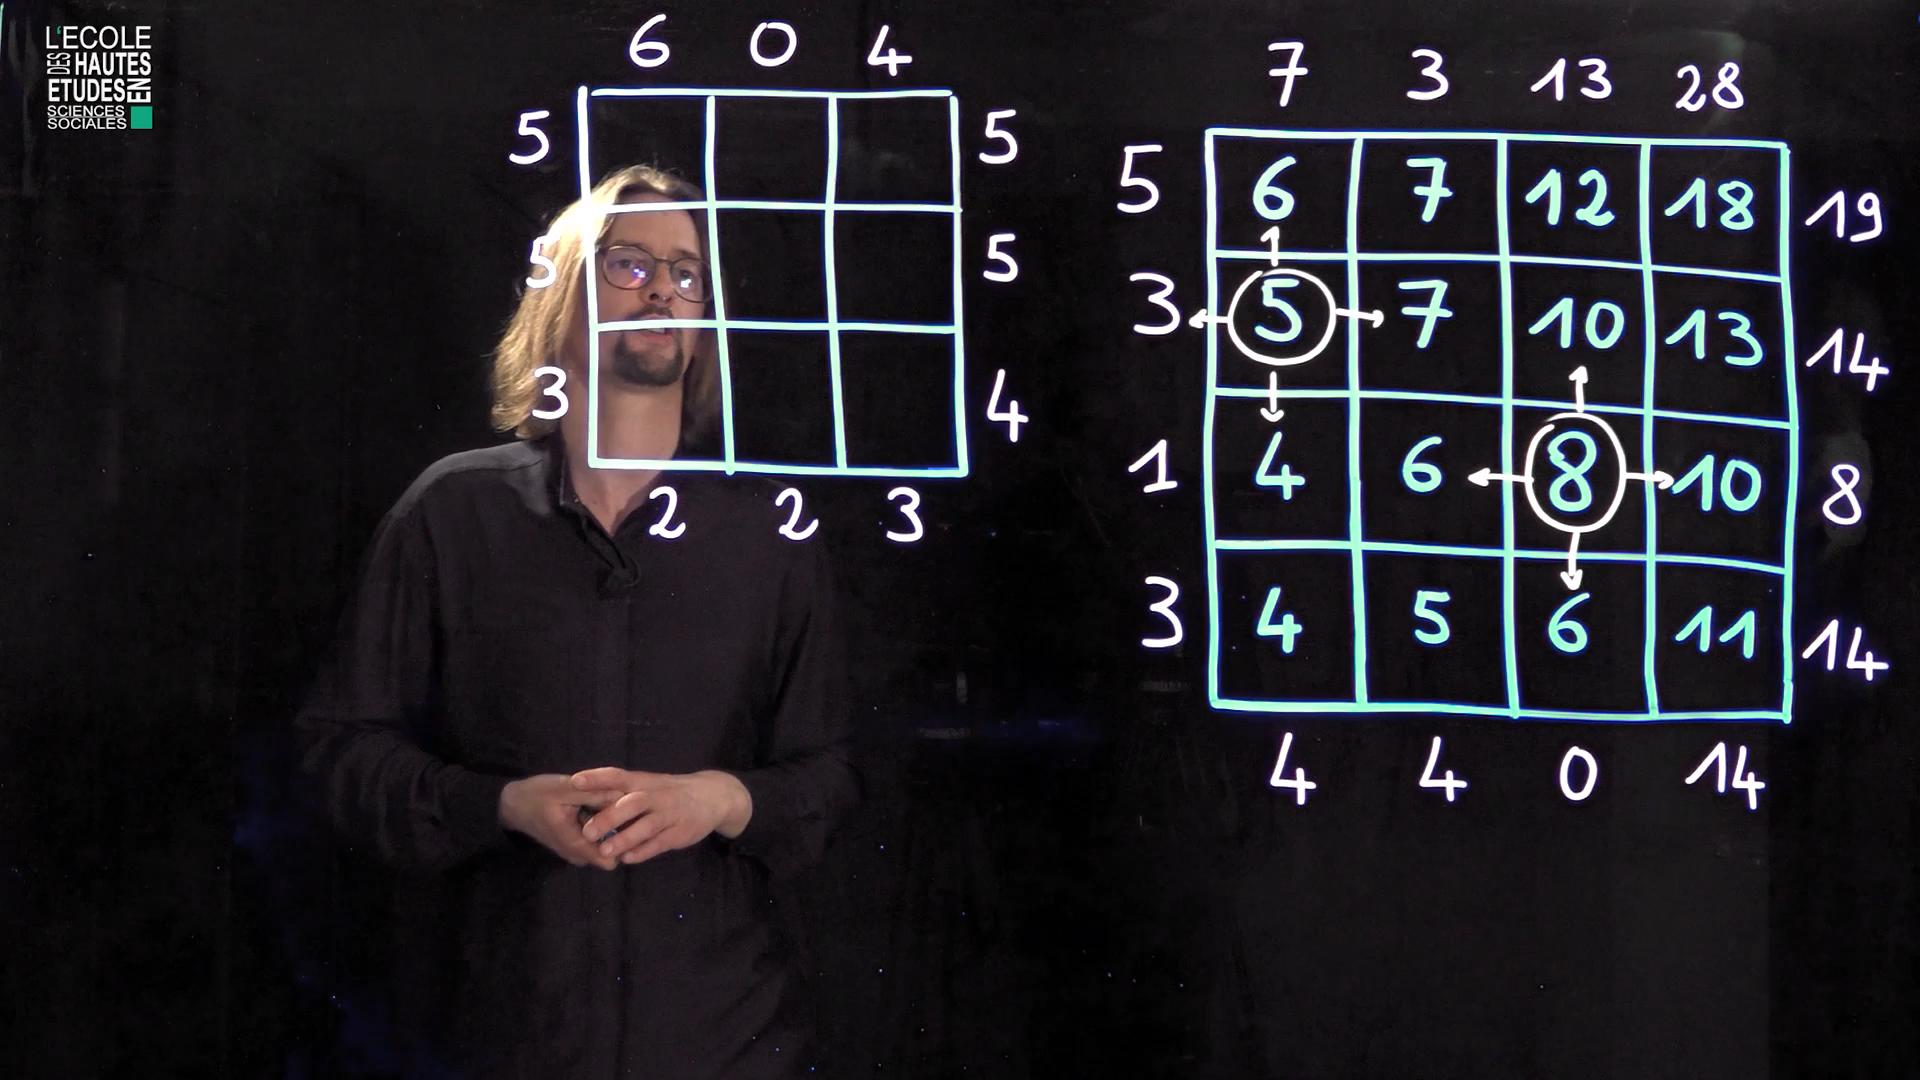 L'ECOLE
DES HAUTES
ETUDES EN
SCIENCES
SOCIALES
6 0 4
5 5
5 5
3 4
2 2 3
7 3 13 28
5 6 7 12 18 19
3 5 7 10 13 14
1 4 6 8 10 8
3 4 5 6 11 14
4 4 0 14